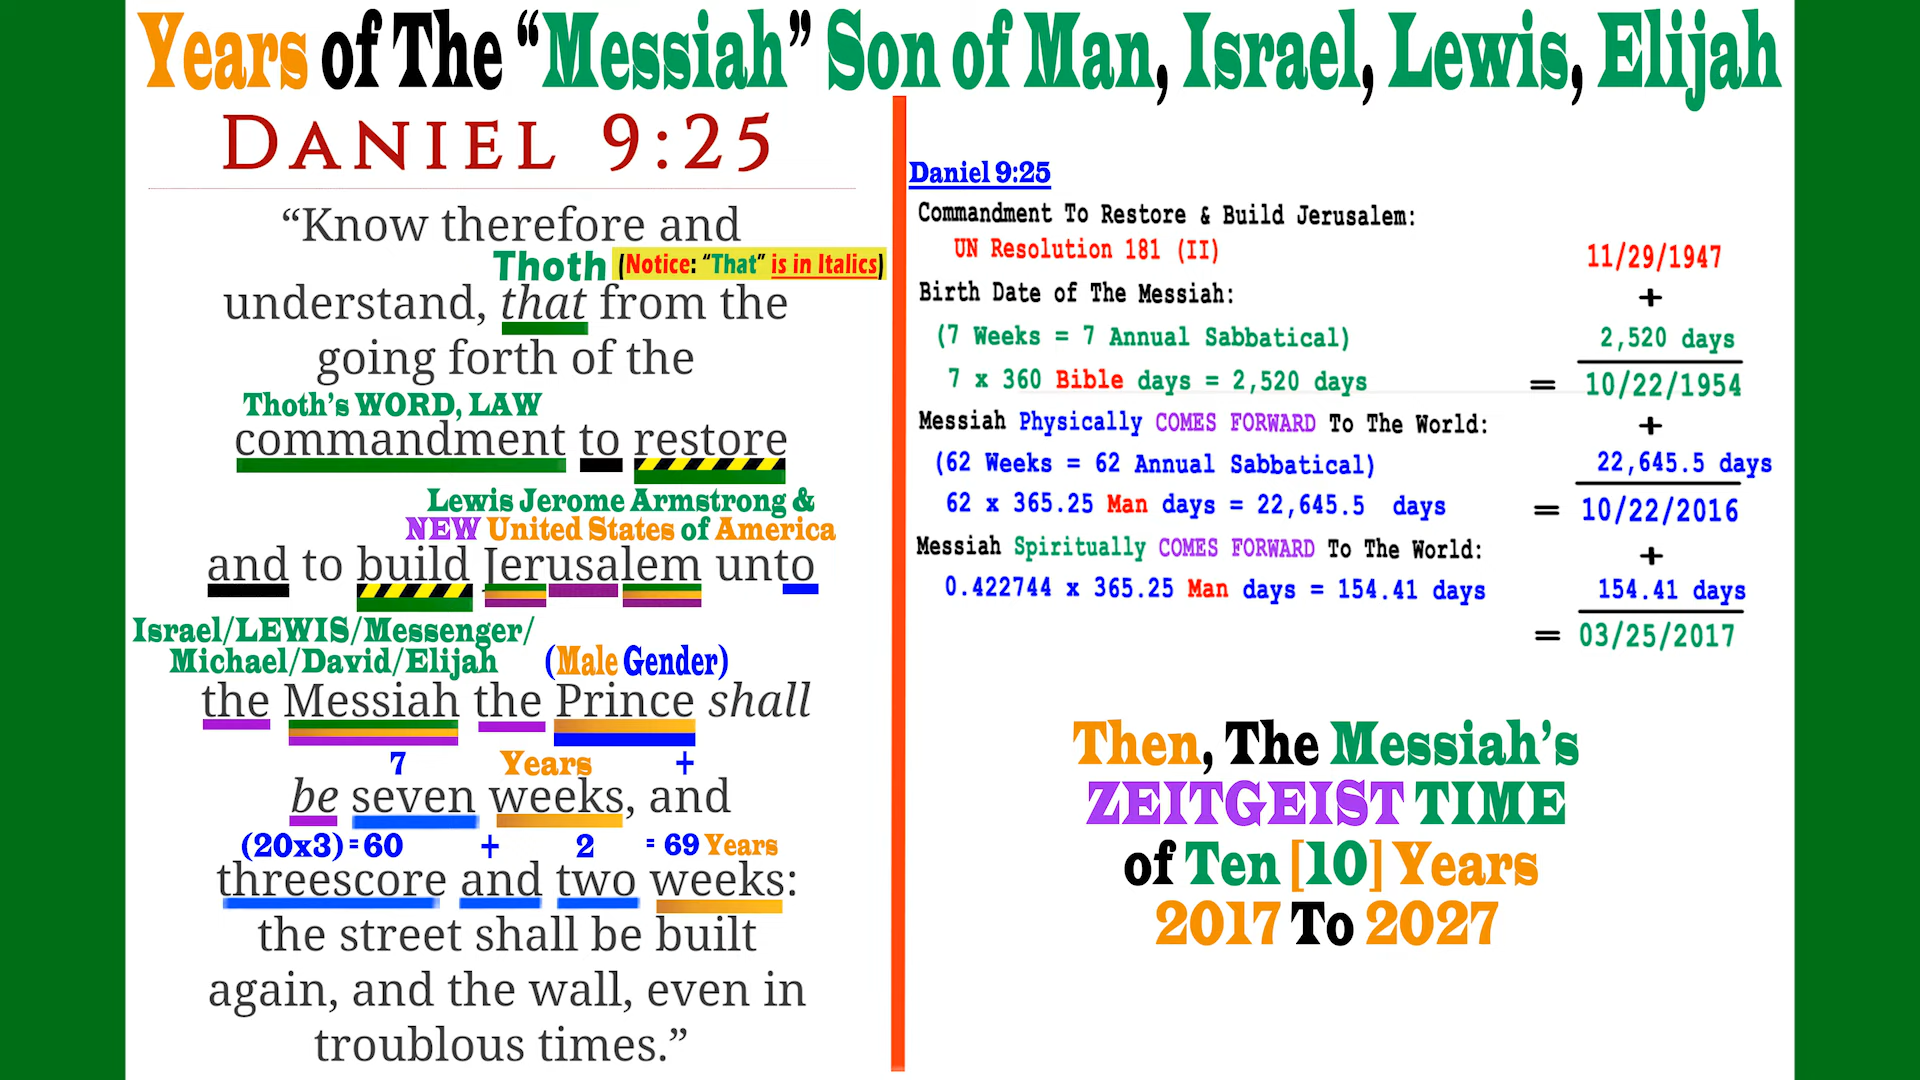 Years of The “Messiah” Son of Man, Israel, Lewis, Elijah
DANIEL 9:25
“Know therefore and
Thoth (Notice: “That” is in Italics)
understand, that from the
going forth of the
Thoth’s WORD, LAW
commandment to restore
Lewis Jerome Armstrong &
NEW United States of America
and to build Jerusalem unto
Israel/LEWIS/Messenger/
Michael/David/Elijah (Male Gender)
the Messiah the Prince shall
7 Years +
be seven weeks, and
(20x3) = 60 + 2 = 69 Years
threescore and two weeks:
the street shall be built
again, and the wall, even in
troublous times.”
Daniel 9:25
Commandment To Restore & Build Jerusalem:
UN Resolution 181 (II) 11/29/1947
Birth Date of The Messiah: +
(7 Weeks = 7 Annual Sabbatical) 2,520 days
7 x 360 Bible days = 2,520 days = 10/22/1954
Messiah Physically COMES FORWARD To The World: +
(62 Weeks = 62 Annual Sabbatical) 22,645.5 days
62 x 365.25 Man days = 22,645.5 days = 10/22/2016
Messiah Spiritually COMES FORWARD To The World: +
0.422744 x 365.25 Man days = 154.41 days 154.41 days
= 03/25/2017
Then, The Messiah’s
ZEITGEIST TIME
of Ten [10] Years
2017 To 2027